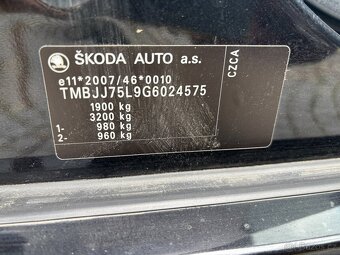 ŠKODA AUTO a.s.
e11*2007/46*0010
TMBJJ75L9G6024575
1900 kg
3200 kg
1- 980 kg
2- 960 kg
CZCA